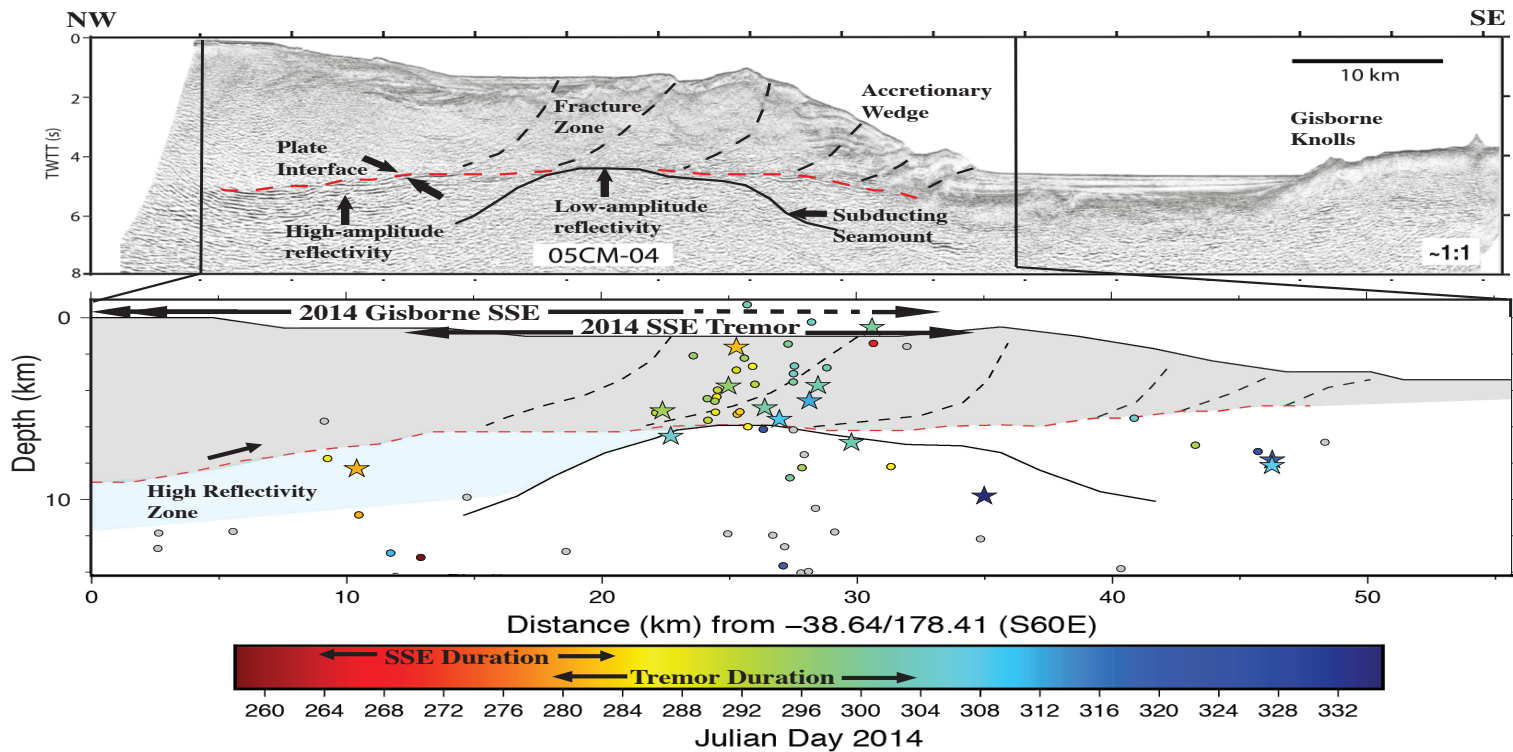 NW
SE
0
2
4
6
8
TWTT (s)
Fracture
Zone
Accretionary
Wedge
10 km
Gisborne
Knolls
Plate
Interface
High-amplitude
reflectivity
Low-amplitude
reflectivity
Subducting
Seamount
05CM-04
~1:1
2014 Gisborne SSE
2014 SSE Tremor
0
10
Depth (km)
High Reflectivity
Zone
0 10 20 30 40 50
Distance (km) from −38.64/178.41 (S60E)
SSE Duration
Tremor Duration
260 264 268 272 276 280 284 288 292 296 300 304 308 312 316 320 324 328 332
Julian Day 2014